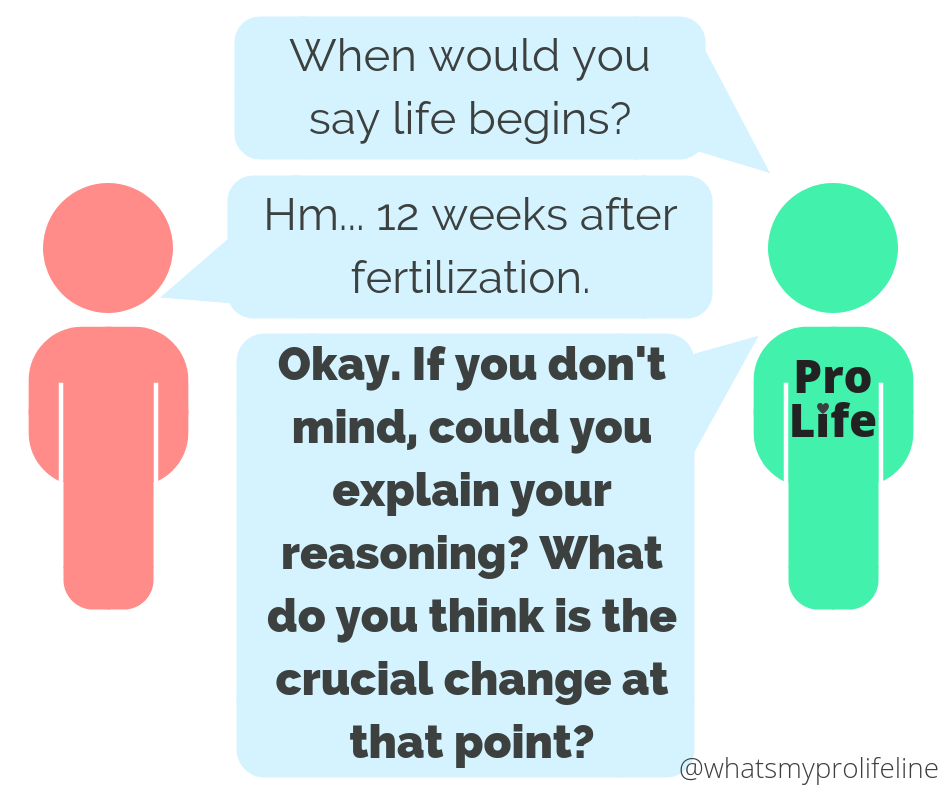 When would you
say life begins?
Hm... 12 weeks after
fertilization.
Okay. If you don't
mind, could you
explain your
reasoning? What
do you think is the
crucial change at
that point?
Pro
Life
@whatsmyprolifeline